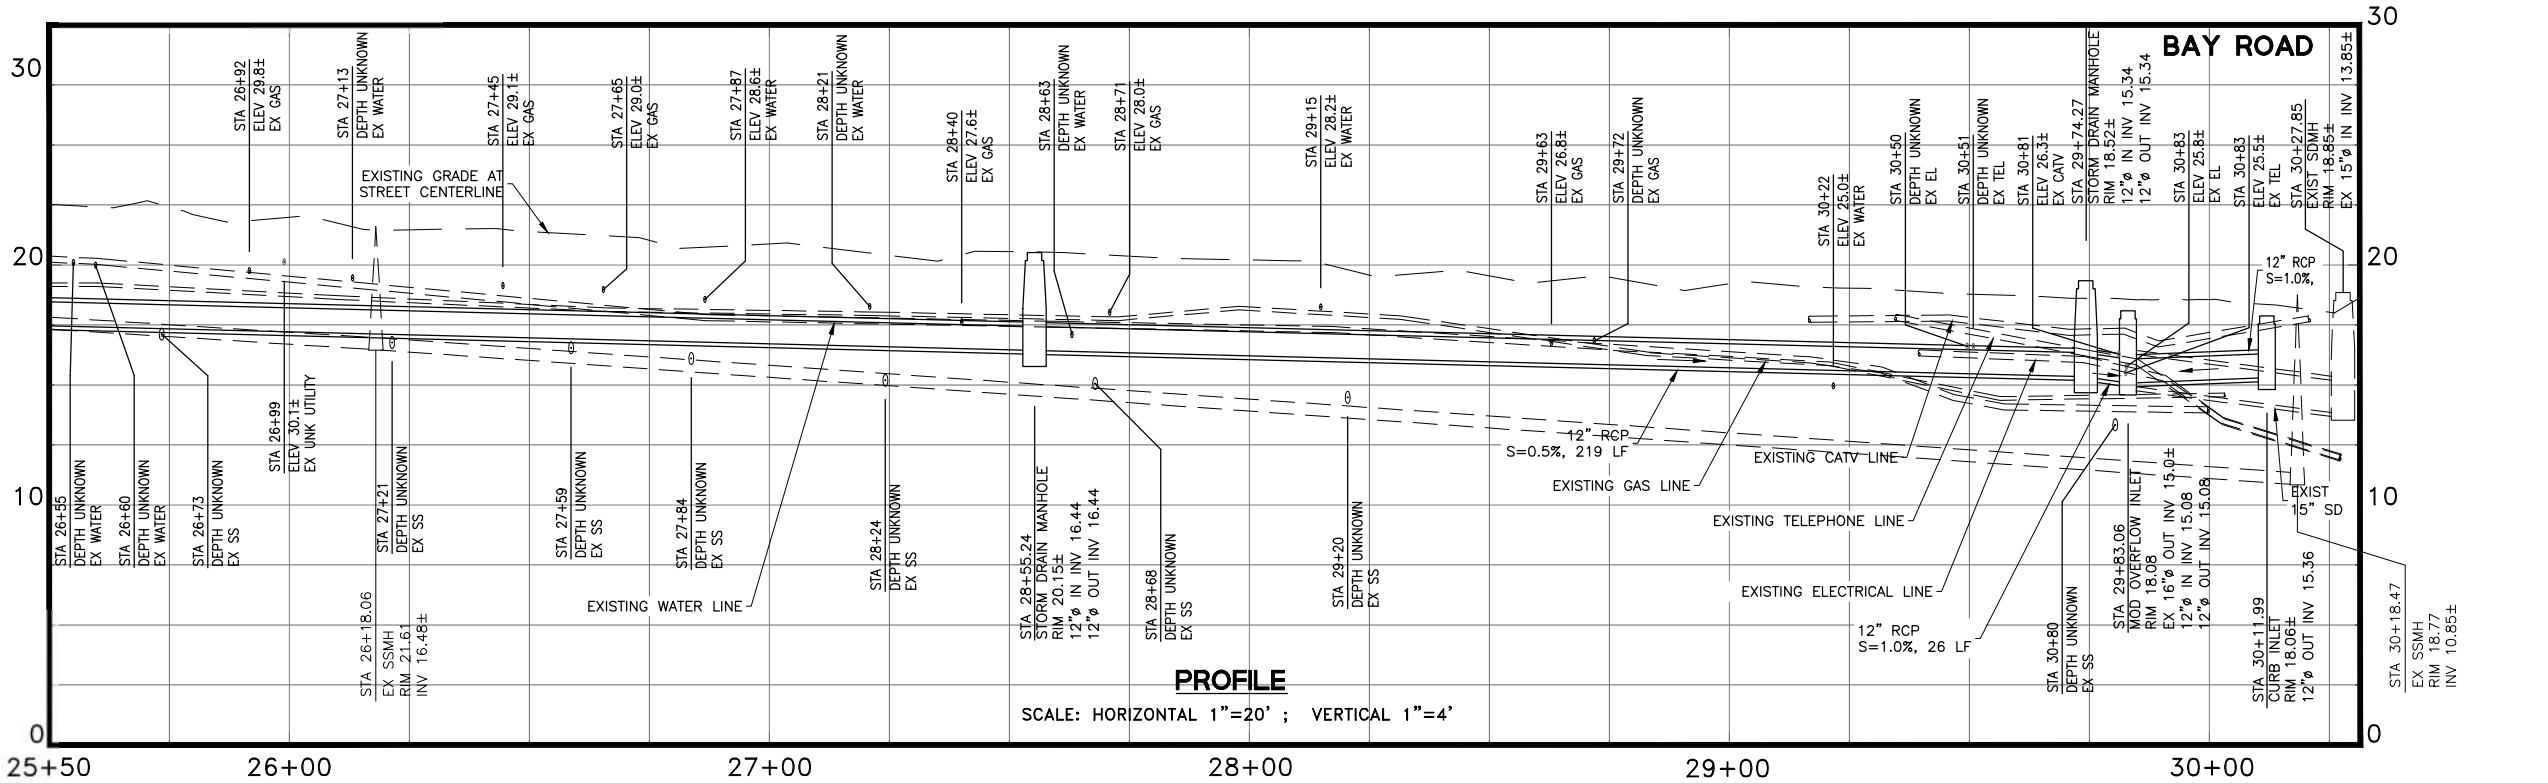 30
30
BAY ROAD
30
STA 26+92
ELEV 29.8±
EX GAS
STA 27+13
DEPTH UNKNOWN
EX WATER
STA 27+45
ELEV 29.1±
EX GAS
STA 27+65
ELEV 29.0±
EX GAS
STA 27+87
ELEV 28.6±
EX WATER
STA 28+21
DEPTH UNKNOWN
EX WATER
STA 28+40
ELEV 27.6±
EX GAS
STA 28+63
DEPTH UNKNOWN
EX WATER
STA 28+71
ELEV 28.0±
EX GAS
STA 29+15
ELEV 28.2±
EX WATER
STA 29+63
ELEV 26.8±
EX GAS
STA 29+72
DEPTH UNKNOWN
EX GAS
STA 30+22
ELEV 25.0±
EX WATER
STA 30+50
DEPTH UNKNOWN
EX EL
STA 30+51
DEPTH UNKNOWN
EX TEL
STA 30+81
ELEV 26.3±
EX CATV
STA 29+74.27
STORM DRAIN MANHOLE
RIM 18.52±
12"ø IN INV 15.34
12"ø OUT INV 15.34
STA 30+83
ELEV 25.8±
EX EL
STA 30+83
ELEV 25.5±
EX TEL
STA 30+27.85
EXIST SDMH
RIM 18.85±
EX 15"ø IN INV 13.85±
EXISTING GRADE AT
STREET CENTERLINE
20
20
12" RCP
S=1.0%,
STA 26+55
DEPTH UNKNOWN
EX WATER
STA 26+60
DEPTH UNKNOWN
EX WATER
STA 26+73
DEPTH UNKNOWN
EX SS
STA 26+99
ELEV 30.1±
EX UNK UTILITY
STA 26+18.06
EX SSMH
RIM 21.61
INV 16.48±
STA 27+21
DEPTH UNKNOWN
EX SS
STA 27+59
DEPTH UNKNOWN
EX SS
STA 27+84
DEPTH UNKNOWN
EX SS
EXISTING WATER LINE
STA 28+24
DEPTH UNKNOWN
EX SS
STA 28+55.24
STORM DRAIN MANHOLE
RIM 20.15±
12"ø IN INV 16.44
12"ø OUT INV 16.44
STA 28+68
DEPTH UNKNOWN
EX SS
STA 29+20
DEPTH UNKNOWN
EX SS
12" RCP
S=0.5%, 219 LF
EXISTING GAS LINE
EXISTING CATV LINE
EXISTING TELEPHONE LINE
EXISTING ELECTRICAL LINE
12" RCP
S=1.0%, 26 LF
STA 30+80
DEPTH UNKNOWN
EX SS
STA 29+83.06
MOD OVERFLOW INLET
RIM 18.08
EX 16"ø OUT INV 15.0±
12"ø IN INV 15.08
12"ø OUT INV 15.08
STA 30+11.99
CURB INLET
RIM 18.06±
12"ø OUT INV 15.36
EXIST
15" SD
STA 30+18.47
EX SSMH
RIM 18.77
INV 10.85±
10
10
PROFILE
SCALE: HORIZONTAL 1"=20' ; VERTICAL 1"=4'
0
0
25+50
26+00
27+00
28+00
29+00
30+00